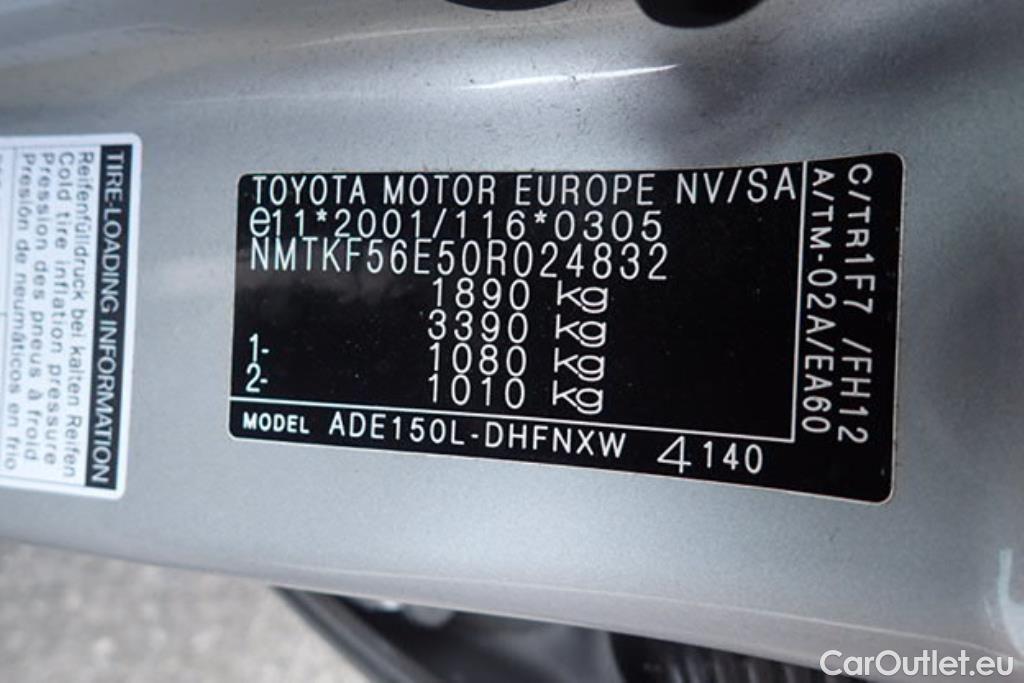 TIRE-LOADING INFORMATION
Reifenfülldruck bei kalten Reifen
Cold tire inflation pressure
Pression des pneus à froid
Presión de neumáticos en frio
TOYOTA MOTOR EUROPE NV/SA
e11*2001/116*0305
NMTKF56E50R024832
1890 kg
3390 kg
1- 1080 kg
2- 1010 kg
MODEL ADE150L-DHFNXW 4140
C/TR1F7 /FH12
A/TM-02A/EA60
CarOutlet.eu